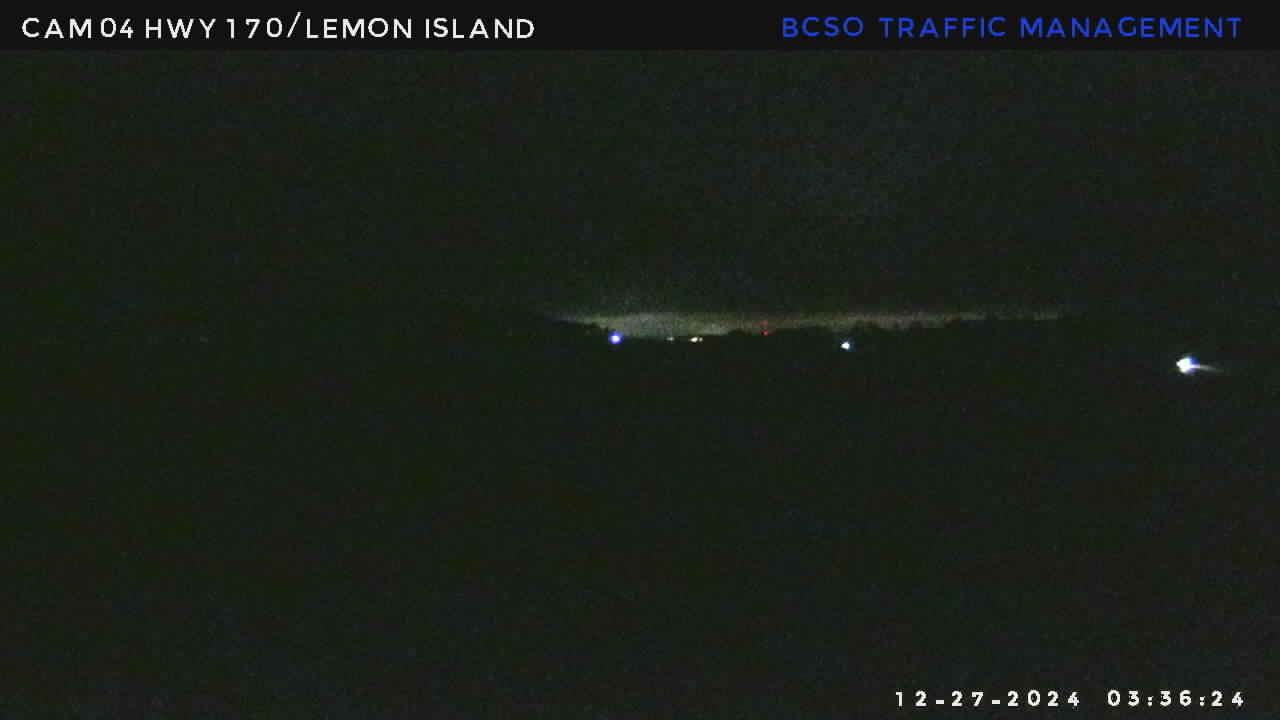 CAM04 HWY 170/LEMON ISLAND
BCSO TRAFFIC MANAGEMENT
12-27-2024 03:36:24